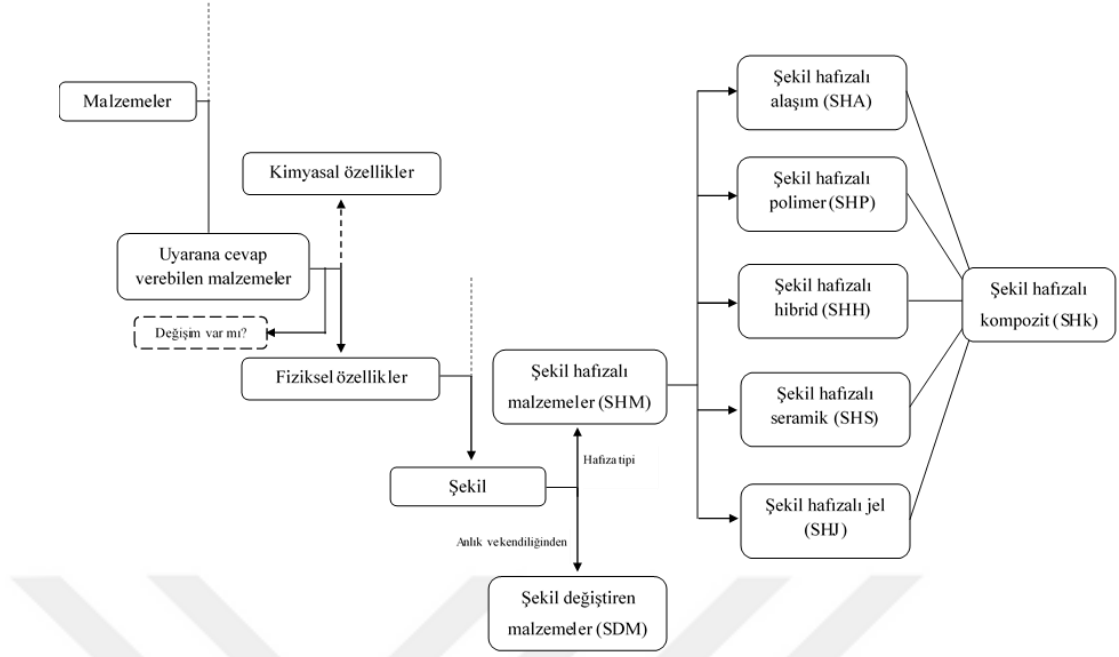 Malzemeler
Kimyasal özellikler
Uyarana cevap
verebilen malzemeler
Değişim var mı?
Fiziksel özellikler
Şekil
Hafıza tipi
Anlık vekendiliğinden
Şekil hafızalı
malzemeler (SHM)
Şekil değiştiren
malzemeler (SDM)
Şekil hafızalı
alaşım (SHA)
Şekil hafızalı
polimer (SHP)
Şekil hafızalı
hibrid (SHH)
Şekil hafızalı
seramik (SHS)
Şekil hafızalı jel
(SHJ)
Şekil hafızalı
kompozit (SHk)